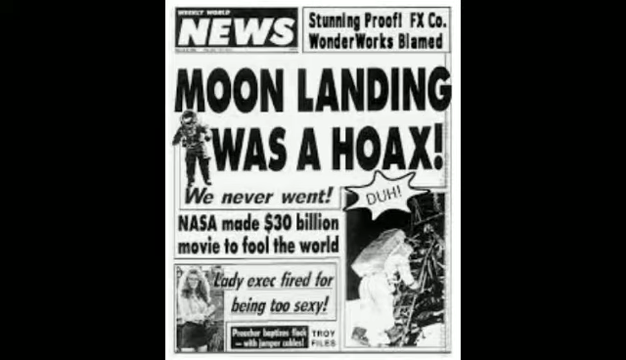 WEEKLY WORLD
NEWS
Stunning Proof! FX Co.
WonderWorks Blamed
MOON LANDING
WAS A HOAX!
We never went!
DUH!
NASA made $30 billion
movie to fool the world
Lady exec fired for
being too sexy!
Preacher baptizes flock
– with jumper cables!
TROY
FILES